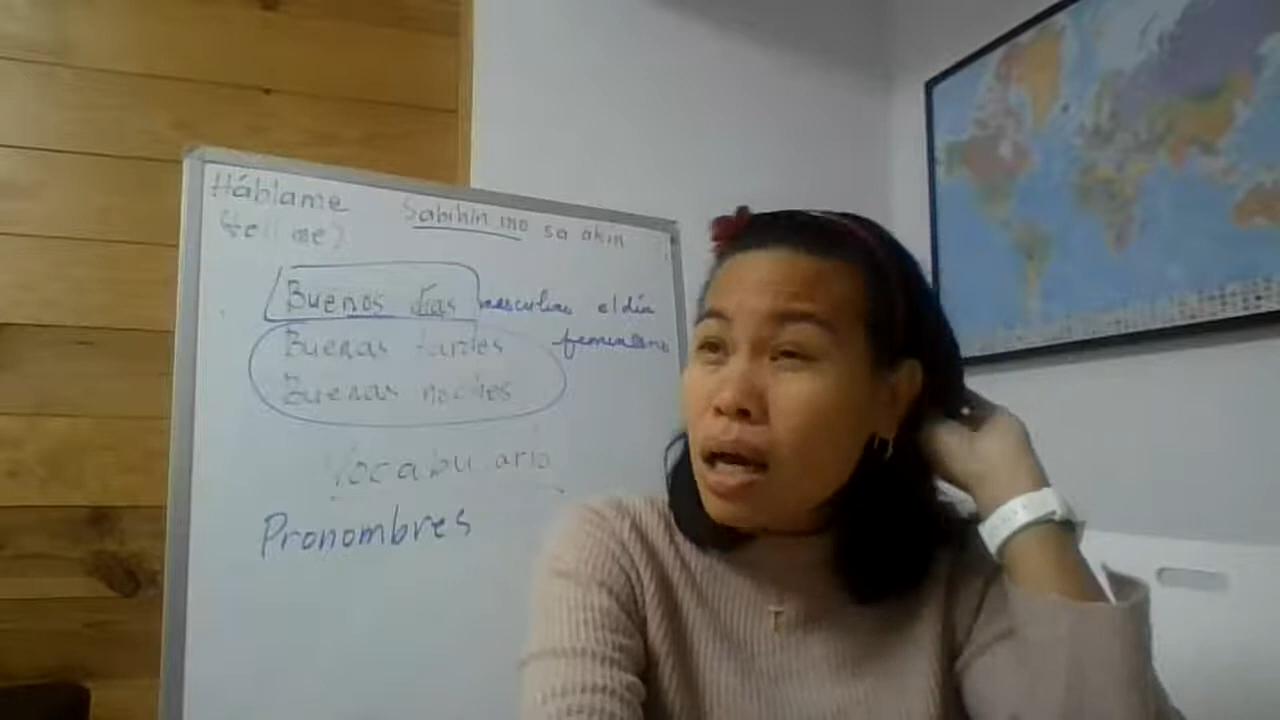 Háblame Sabihin mo sa akin
(tell me)
Buenos días masculino el día
Buenas tardes femenino
Buenas noches
Vocabulario
Pronombres